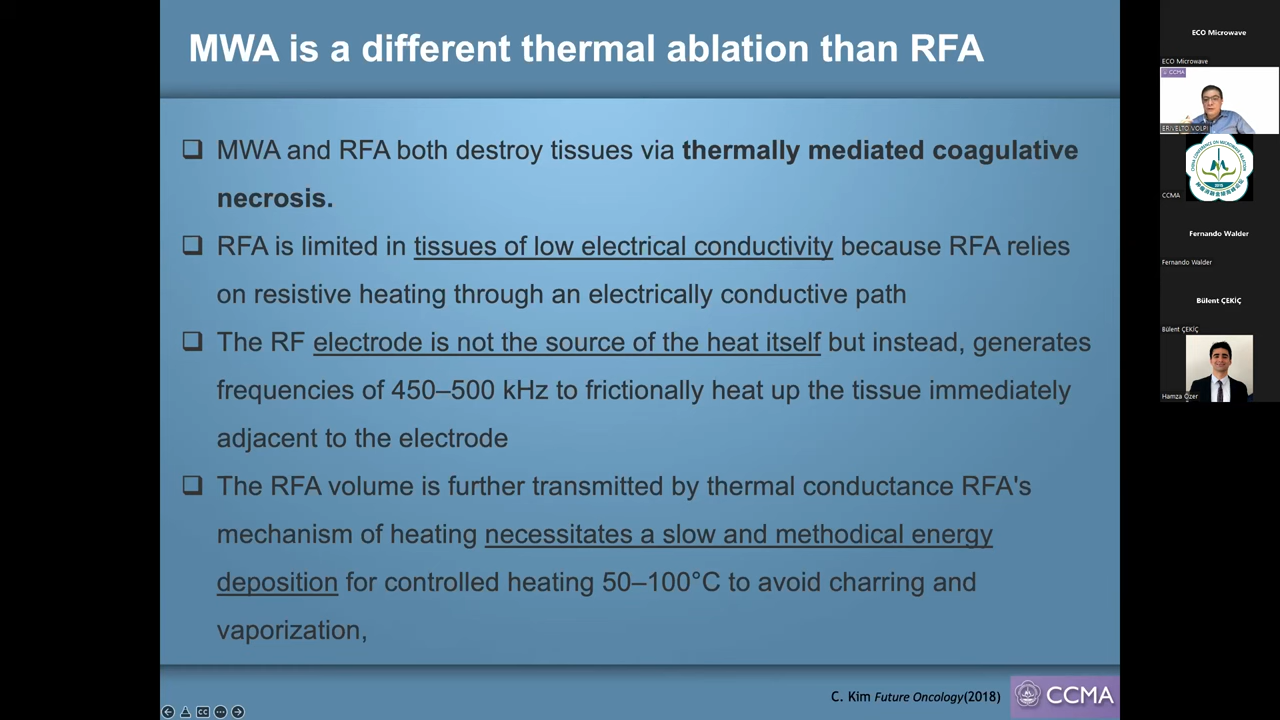 MWA is a different thermal ablation than RFA
MWA and RFA both destroy tissues via thermally mediated coagulative
necrosis.
RFA is limited in tissues of low electrical conductivity because RFA relies
on resistive heating through an electrically conductive path
The RF electrode is not the source of the heat itself but instead, generates
frequencies of 450–500 kHz to frictionally heat up the tissue immediately
adjacent to the electrode
The RFA volume is further transmitted by thermal conductance RFA's
mechanism of heating necessitates a slow and methodical energy
deposition for controlled heating 50–100°C to avoid charring and
vaporization,
C. Kim Future Oncology(2018)
CCMA
ECO Microwave
ECO Microwave
CCMA
ERIVELTO VOLPI
CCMA
Fernando Walder
Fernando Walder
Bülent ÇEKİÇ
Bülent ÇEKİÇ
Hamza Özer